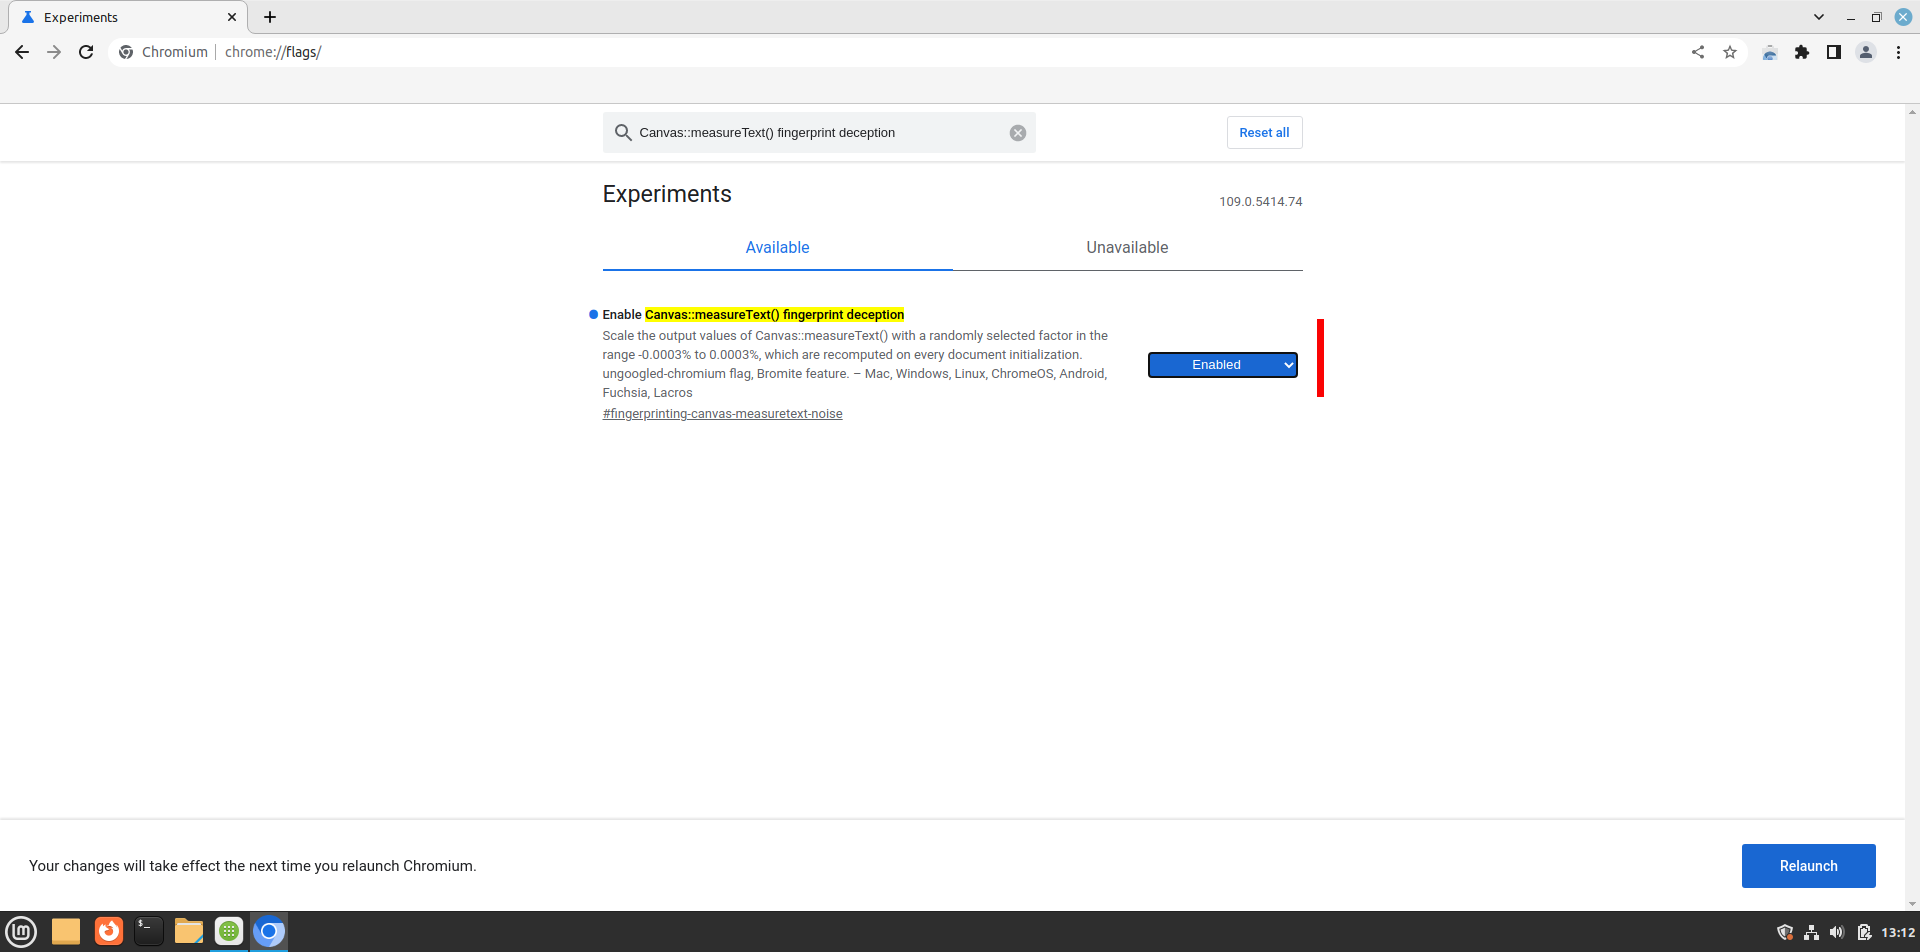 Experiments
Chromium
chrome://flags/
Canvas::measureText() fingerprint deception
Reset all
Experiments
109.0.5414.74
Available
Unavailable
Enable Canvas::measureText() fingerprint deception
Scale the output values of Canvas::measureText() with a randomly selected factor in the
range -0.0003% to 0.0003%, which are recomputed on every document initialization.
ungoogled-chromium flag, Bromite feature. – Mac, Windows, Linux, ChromeOS, Android,
Fuchsia, Lacros
#fingerprinting-canvas-measuretext-noise
Enabled
Your changes will take effect the next time you relaunch Chromium.
Relaunch
$_
13:12